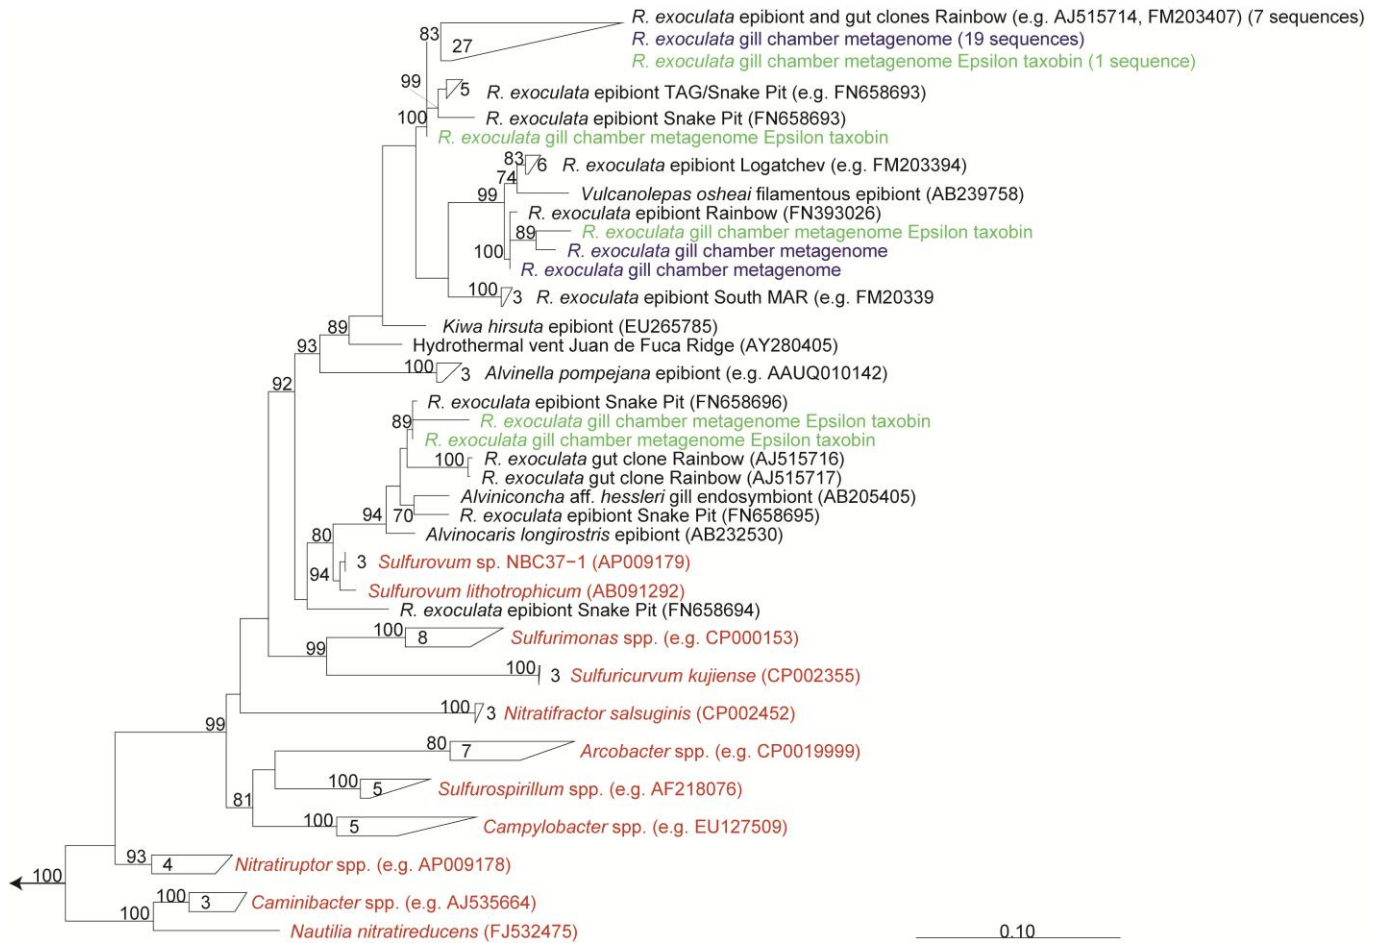 R. exoculata epibiont and gut clones Rainbow (e.g. AJ515714, FM203407) (7 sequences)
83
27
R. exoculata gill chamber metagenome (19 sequences)
R. exoculata gill chamber metagenome Epsilon taxobin (1 sequence)
99
5
R. exoculata epibiont TAG/Snake Pit (e.g. FN658693)
100
R. exoculata epibiont Snake Pit (FN658693)
R. exoculata gill chamber metagenome Epsilon taxobin
83
6
R. exoculata epibiont Logatchev (e.g. FM203394)
74
99
Vulcanolepas osheai filamentous epibiont (AB239758)
R. exoculata epibiont Rainbow (FN393026)
89
R. exoculata gill chamber metagenome Epsilon taxobin
100
R. exoculata gill chamber metagenome
R. exoculata gill chamber metagenome
100
3
R. exoculata epibiont South MAR (e.g. FM20339
89
Kiwa hirsuta epibiont (EU265785)
93
Hydrothermal vent Juan de Fuca Ridge (AY280405)
100
3
Alvinella pompejana epibiont (e.g. AAUQ010142)
92
R. exoculata epibiont Snake Pit (FN658696)
89
R. exoculata gill chamber metagenome Epsilon taxobin
R. exoculata gill chamber metagenome Epsilon taxobin
100
R. exoculata gut clone Rainbow (AJ515716)
R. exoculata gut clone Rainbow (AJ515717)
Alviniconcha aff. hessleri gill endosymbiont (AB205405)
94
70
R. exoculata epibiont Snake Pit (FN658695)
80
Alvinocaris longirostris epibiont (AB232530)
94
3
Sulfurovum sp. NBC37−1 (AP009179)
Sulfurovum lithotrophicum (AB091292)
R. exoculata epibiont Snake Pit (FN658694)
100
8
Sulfurimonas spp. (e.g. CP000153)
99
100
3
Sulfuricurvum kujiense (CP002355)
100
3
Nitratifractor salsuginis (CP002452)
99
80
7
Arcobacter spp. (e.g. CP0019999)
100
5
Sulfurospirillum spp. (e.g. AF218076)
81
100
5
Campylobacter spp. (e.g. EU127509)
93
4
Nitratiruptor spp. (e.g. AP009178)
100
100
3
Caminibacter spp. (e.g. AJ535664)
100
Nautilia nitratireducens (FJ532475)
0.10